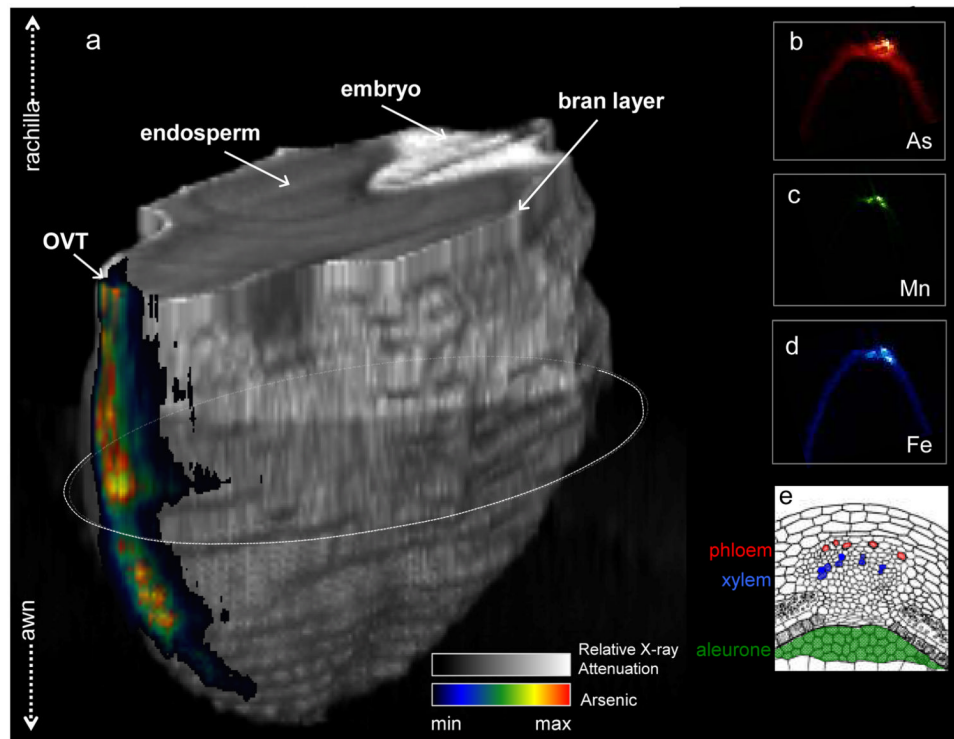 a
rachilla
awn
embryo
endosperm
bran layer
OVT
Relative X-ray
Attenuation
Arsenic
min
max
b
As
c
Mn
d
Fe
e
phloem
xylem
aleurone